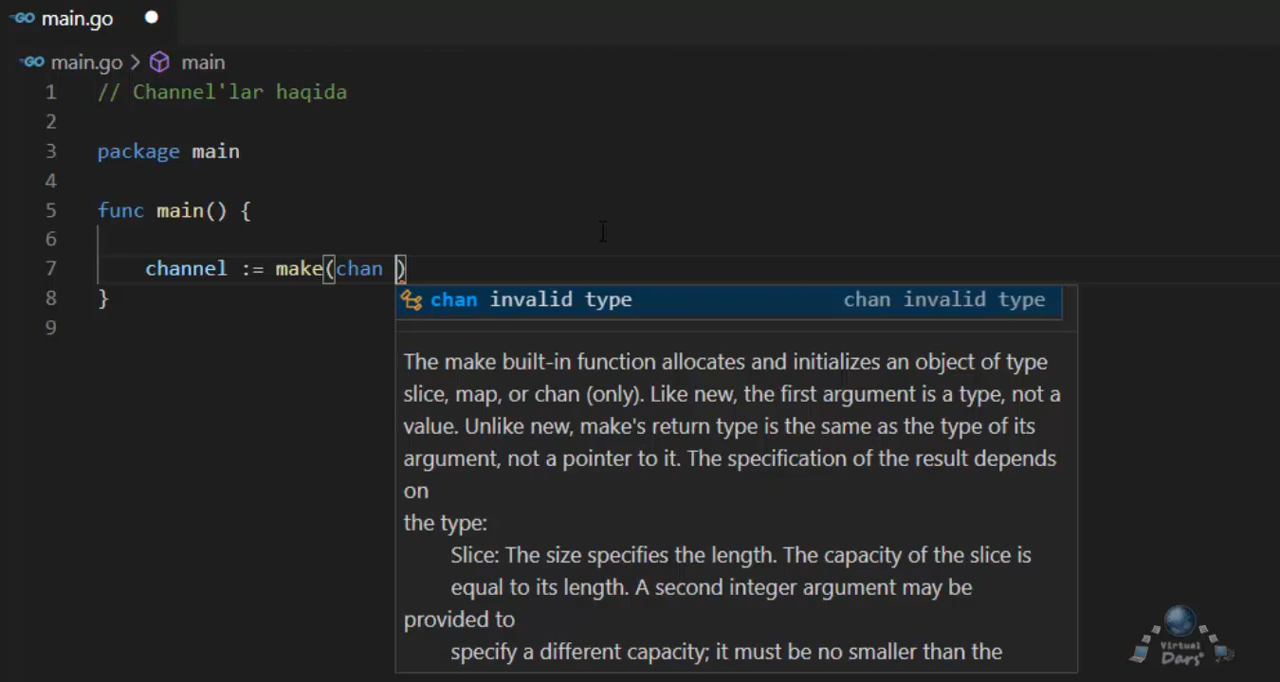 main.go
main.go > main
1 // Channel'lar haqida
2
3 package main
4
5 func main() {
6
7 channel := make(chan )
8 }
9
chan invalid type chan invalid type
The make built-in function allocates and initializes an object of type
slice, map, or chan (only). Like new, the first argument is a type, not a
value. Unlike new, make's return type is the same as the type of its
argument, not a pointer to it. The specification of the result depends
on
the type:
Slice: The size specifies the length. The capacity of the slice is
equal to its length. A second integer argument may be
provided to
specify a different capacity; it must be no smaller than the
Virtual
Dars